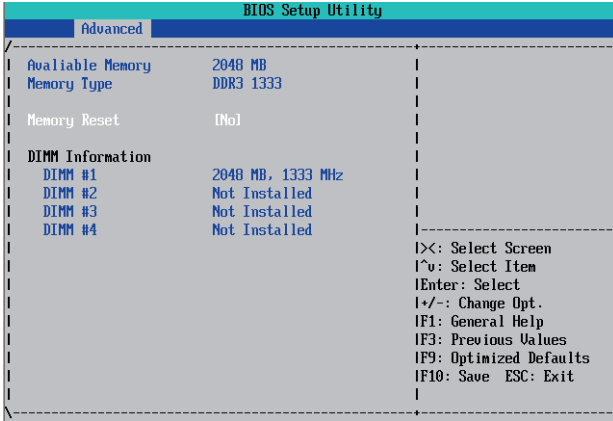 BIOS Setup Utility
Advanced
Avaliable Memory 2048 MB
Memory Type DDR3 1333
Memory Reset [No]
DIMM Information
DIMM #1 2048 MB, 1333 MHz
DIMM #2 Not Installed
DIMM #3 Not Installed
DIMM #4 Not Installed
><: Select Screen
^v: Select Item
Enter: Select
+/-: Change Opt.
F1: General Help
F3: Previous Values
F9: Optimized Defaults
F10: Save ESC: Exit